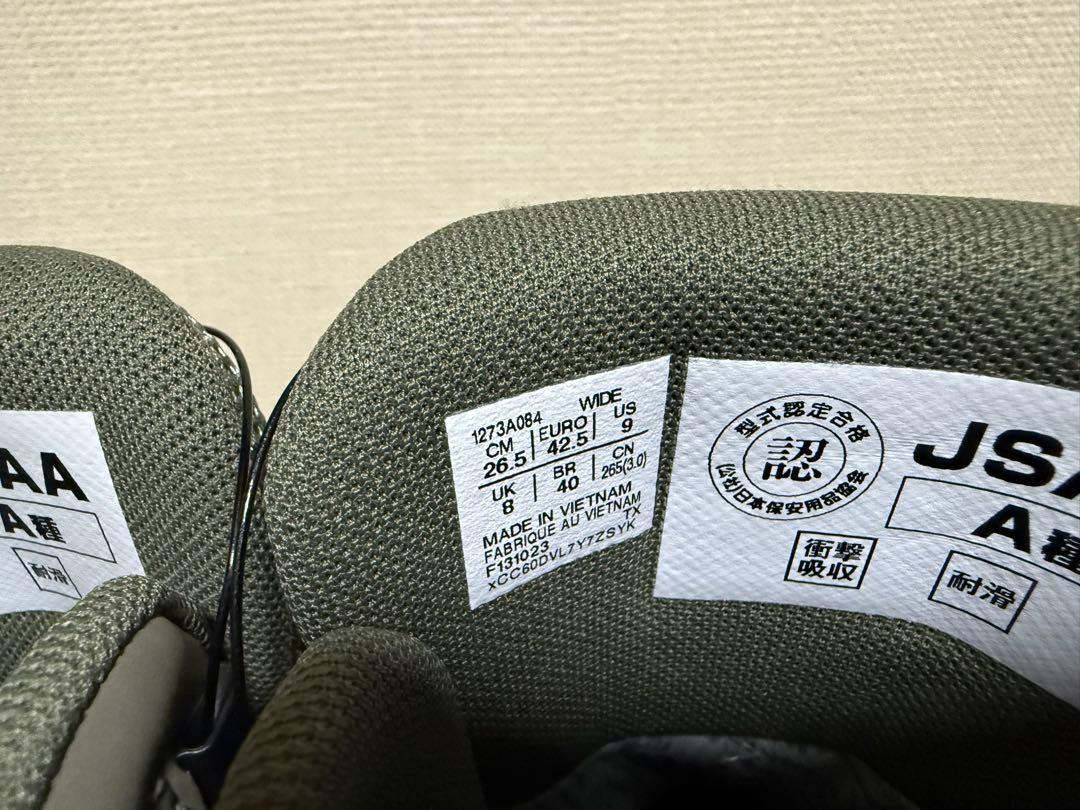 AA
A種
耐滑
1273A084 WIDE
CM EURO US
26.5 42.5 9
UK BR CN
8 40 265(3.0)
MADE IN VIETNAM
FABRIQUE AU VIETNAM
F131023 TX
xCC60DVL7Y7ZSYK
型式認定合格
認
(公社)日本保安用品協会
JSA
A種
衝撃
吸収
耐滑